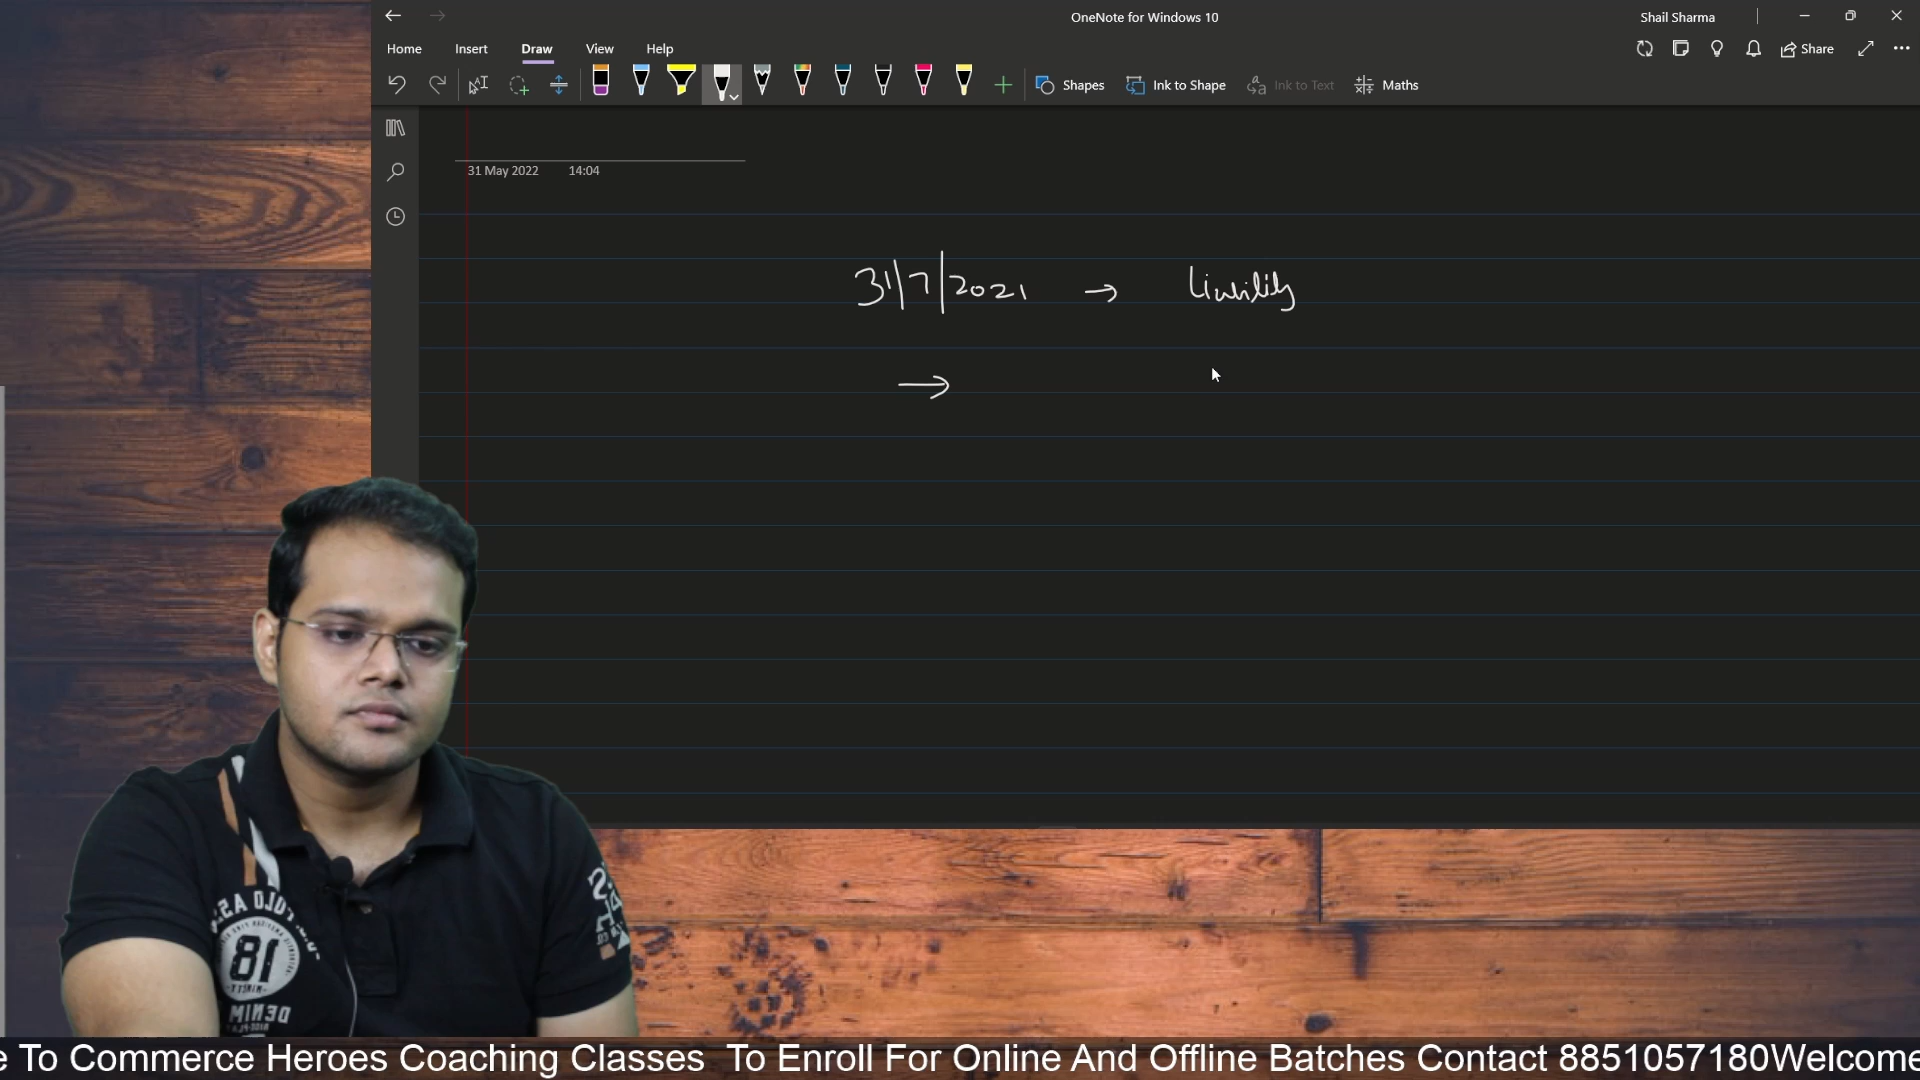 OneNote for Windows 10
Shail Sharma
Home Insert Draw View Help
Share
Shapes Ink to Shape Ink to Text Maths
31 May 2022 14:04
31/7/2021 → Liability
→
81
DENIM
e To Commerce Heroes Coaching Classes To Enroll For Online And Offline Batches Contact 8851057180Welcome